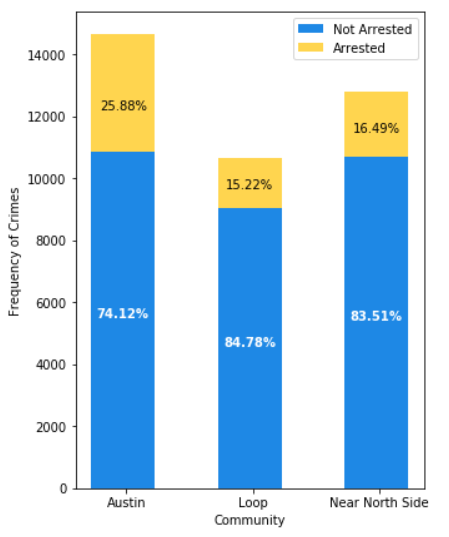 Not Arrested
Arrested
14000
12000
10000
8000
6000
4000
2000
0
Frequency of Crimes
25.88%
15.22%
16.49%
74.12%
84.78%
83.51%
Austin
Loop
Near North Side
Community